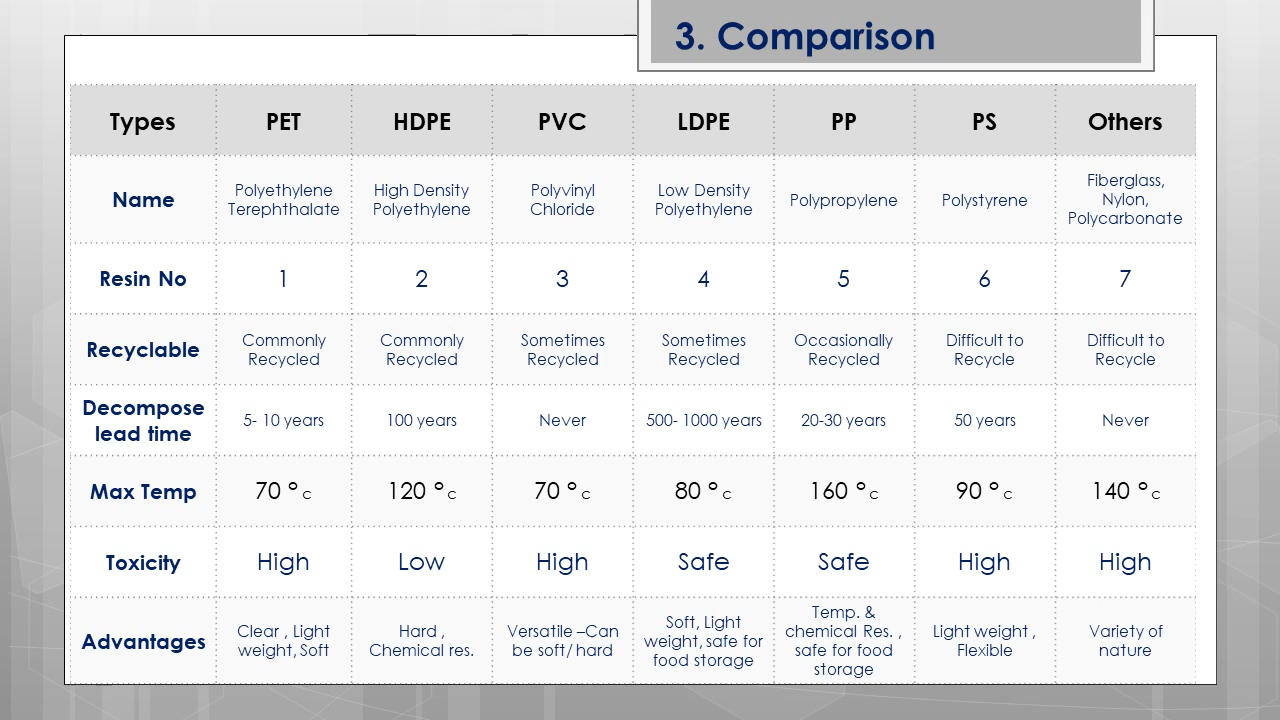 3. Comparison
Types PET HDPE PVC LDPE PP PS Others
Name
Polyethylene
Terephthalate
High Density
Polyethylene
Polyvinyl
Chloride
Low Density
Polyethylene
Polypropylene
Polystyrene
Fiberglass,
Nylon,
Polycarbonate
Resin No 1 2 3 4 5 6 7
Recyclable
Commonly
Recycled
Commonly
Recycled
Sometimes
Recycled
Sometimes
Recycled
Occasionally
Recycled
Difficult to
Recycle
Difficult to
Recycle
Decompose
lead time
5- 10 years
100 years
Never
500- 1000 years
20-30 years
50 years
Never
Max Temp 70 ° c 120 ° c 70 ° c 80 ° c 160 ° c 90 ° c 140 ° c
Toxicity High Low High Safe Safe High High
Advantages
Clear , Light
weight, Soft
Hard ,
Chemical res.
Versatile –Can
be soft/ hard
Soft, Light
weight, safe for
food storage
Temp. &
chemical Res. ,
safe for food
storage
Light weight ,
Flexible
Variety of
nature